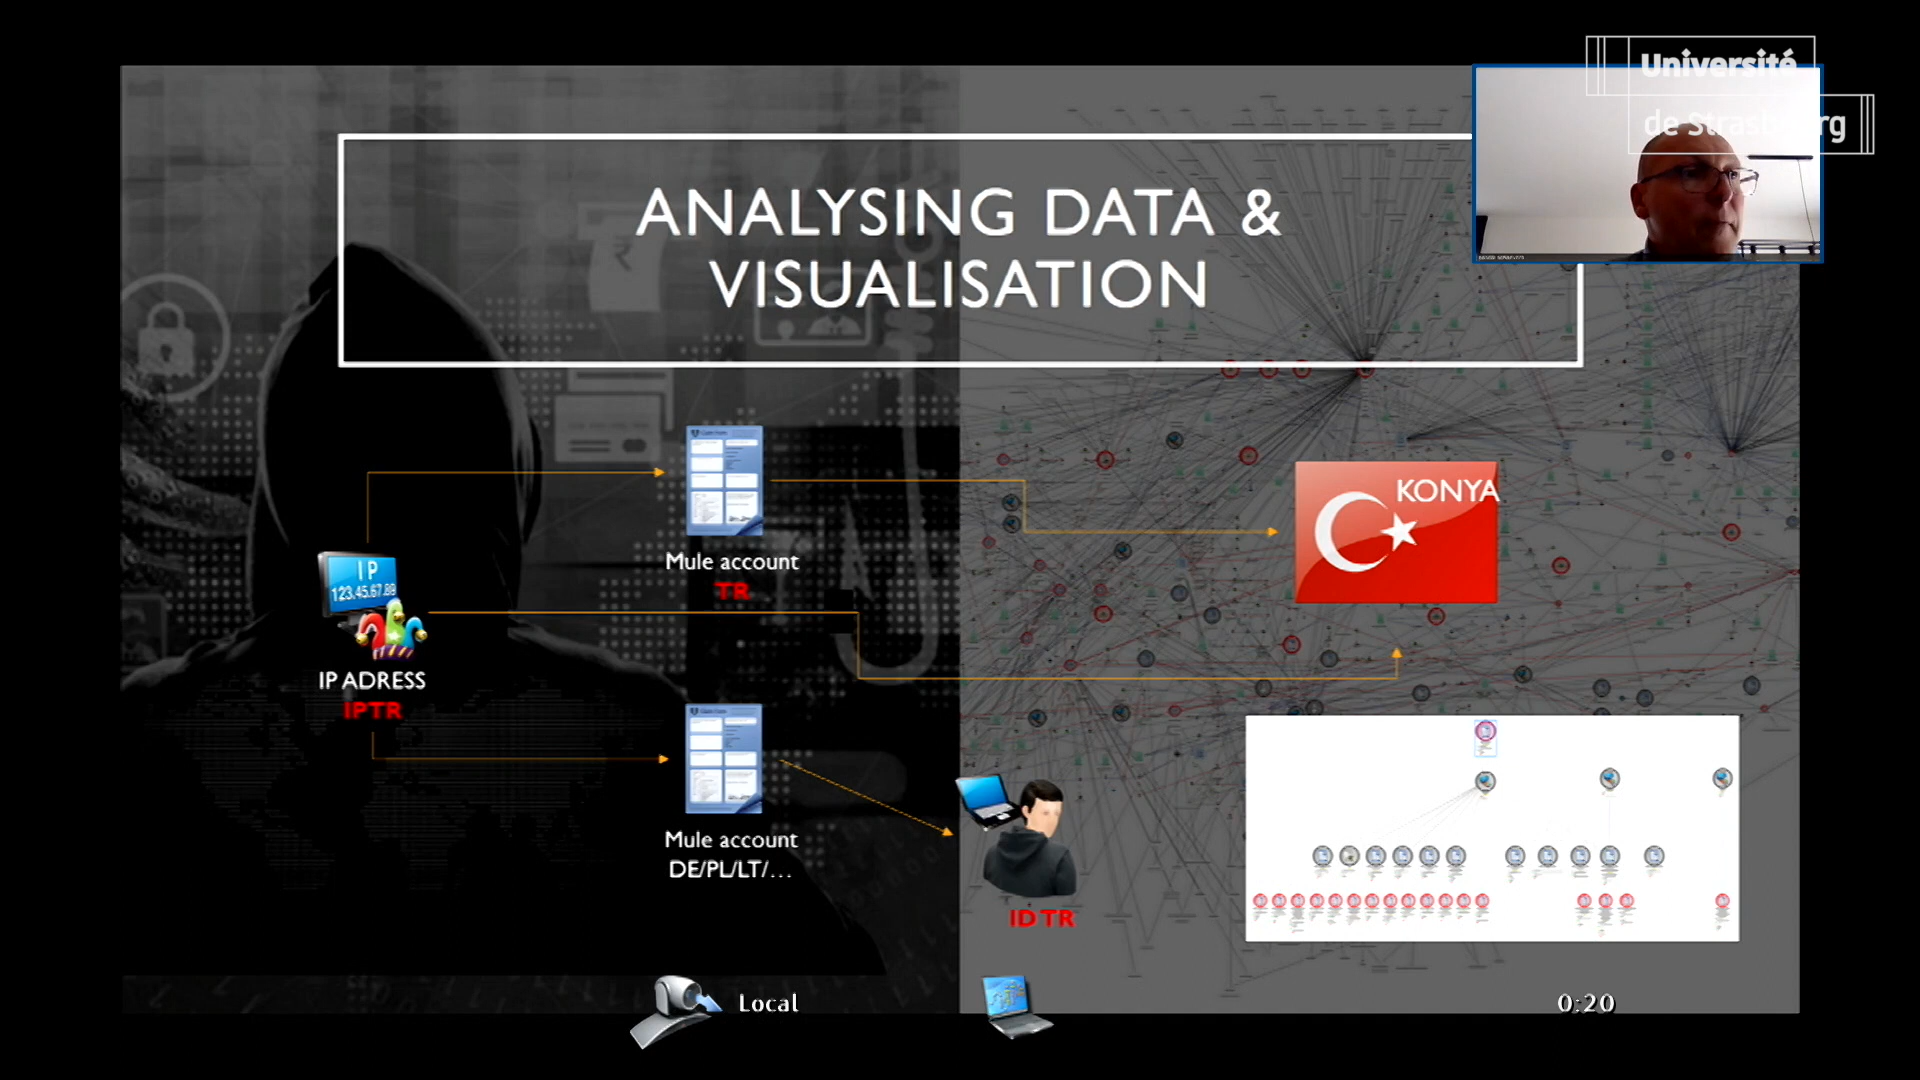 Université
de Strasbourg
ANALYSING DATA &
VISUALISATION
KONYA
Mule account
TR
IP
123.45.67.89
IP ADRESS
IPTR
Mule account
DE/PL/LT/...
ID TR
Local
0:20